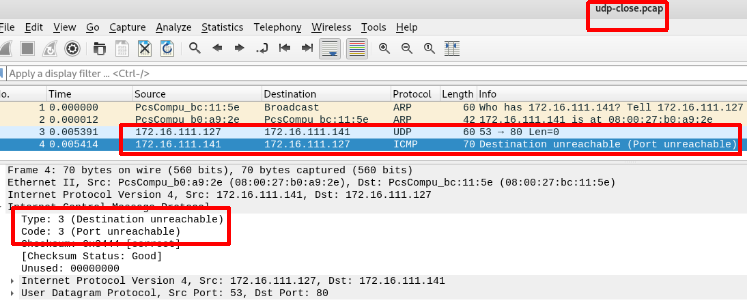 udp-close.pcap
File Edit View Go Capture Analyze Statistics Telephony Wireless Tools Help
Apply a display filter ... <Ctrl-/>
No. Time Source Destination Protocol Length Info
1 0.000000 PcsCompu_bc:11:5e Broadcast ARP 60 Who has 172.16.111.141? Tell 172.16.111.127
2 0.000012 PcsCompu_b0:a9:2e PcsCompu_bc:11:5e ARP 42 172.16.111.141 is at 08:00:27:b0:a9:2e
3 0.005391 172.16.111.127 172.16.111.141 UDP 60 53 → 80 Len=0
4 0.005414 172.16.111.141 172.16.111.127 ICMP 70 Destination unreachable (Port unreachable)
Frame 4: 70 bytes on wire (560 bits), 70 bytes captured (560 bits)
Ethernet II, Src: PcsCompu_b0:a9:2e (08:00:27:b0:a9:2e), Dst: PcsCompu_bc:11:5e (08:00:27:bc:11:5e)
Internet Protocol Version 4, Src: 172.16.111.141, Dst: 172.16.111.127
Internet Control Message Protocol
Type: 3 (Destination unreachable)
Code: 3 (Port unreachable)
Checksum: [correct]
[Checksum Status: Good]
Unused: 00000000
Internet Protocol Version 4, Src: 172.16.111.127, Dst: 172.16.111.141
User Datagram Protocol, Src Port: 53, Dst Port: 80